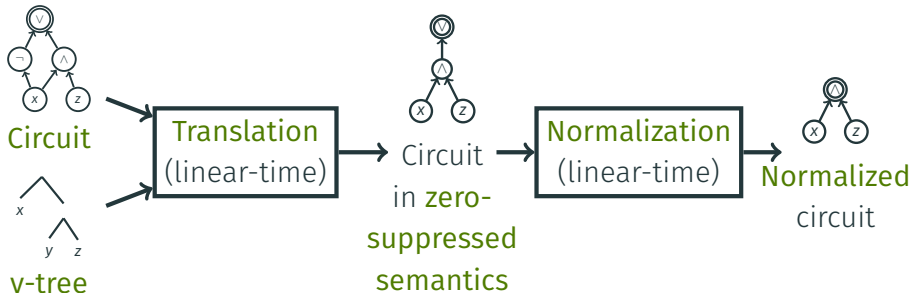 ∨
¬ ∧
x z
Circuit
x
y z
v-tree
Translation
(linear-time)
∨
∧
x z
Circuit
in zero-
suppressed
semantics
Normalization
(linear-time)
∧
x z
Normalized
circuit